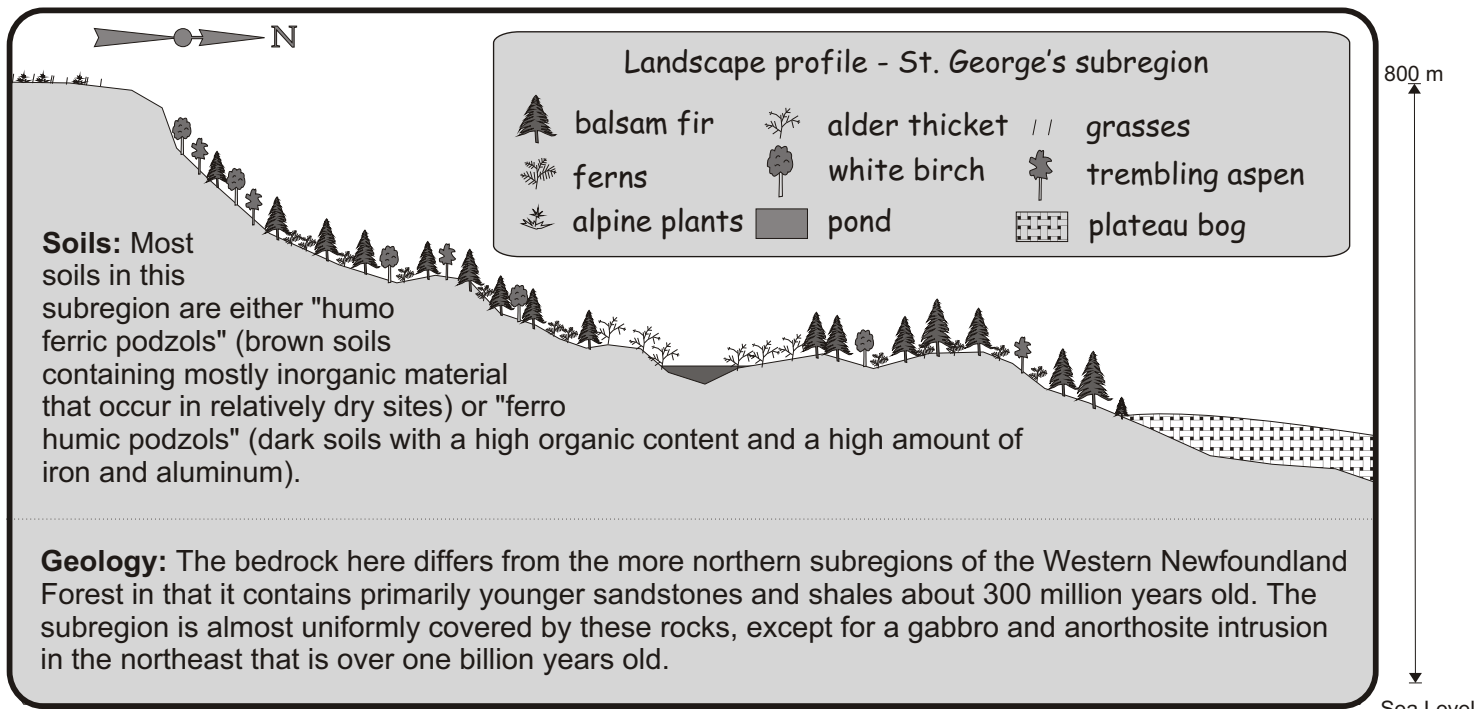 N
Landscape profile - St. George's subregion
balsam fir
alder thicket
grasses
ferns
white birch
trembling aspen
alpine plants
pond
plateau bog
800 m
Soils: Most
soils in this
subregion are either "humo
ferric podzols" (brown soils
containing mostly inorganic material
that occur in relatively dry sites) or "ferro
humic podzols" (dark soils with a high organic content and a high amount of
iron and aluminum).
Geology: The bedrock here differs from the more northern subregions of the Western Newfoundland
Forest in that it contains primarily younger sandstones and shales about 300 million years old. The
subregion is almost uniformly covered by these rocks, except for a gabbro and anorthosite intrusion
in the northeast that is over one billion years old.
Sea Level